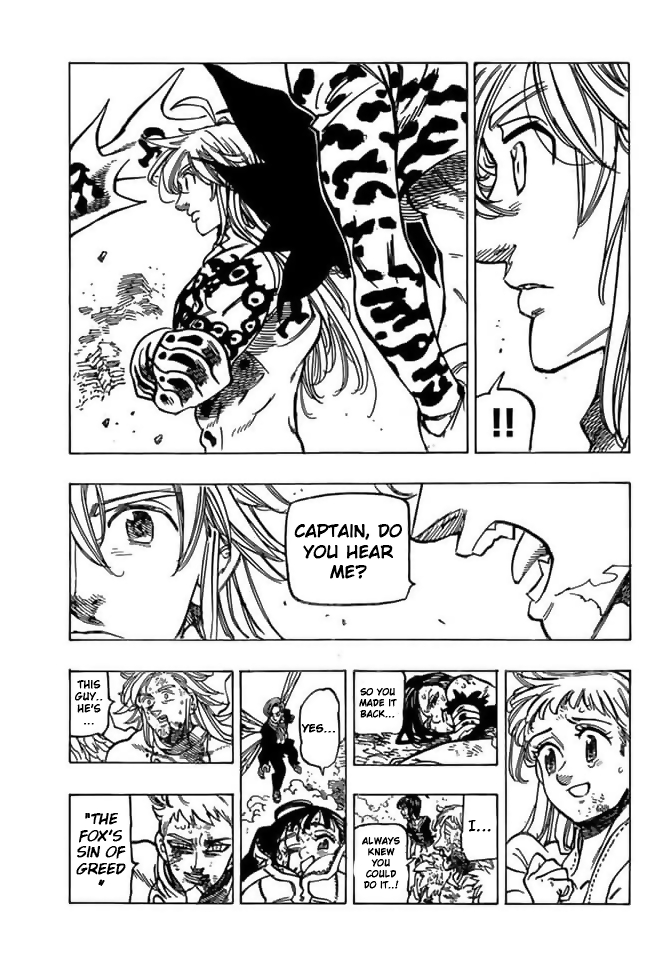 !!
CAPTAIN, DO
YOU HEAR
ME?
SO YOU
MADE IT
BACK...
I...
ALWAYS
KNEW
YOU
COULD
DO IT..!
YES...
THIS
GUY..
HE'S
...
"THE
FOX'S
SIN OF
GREED
"